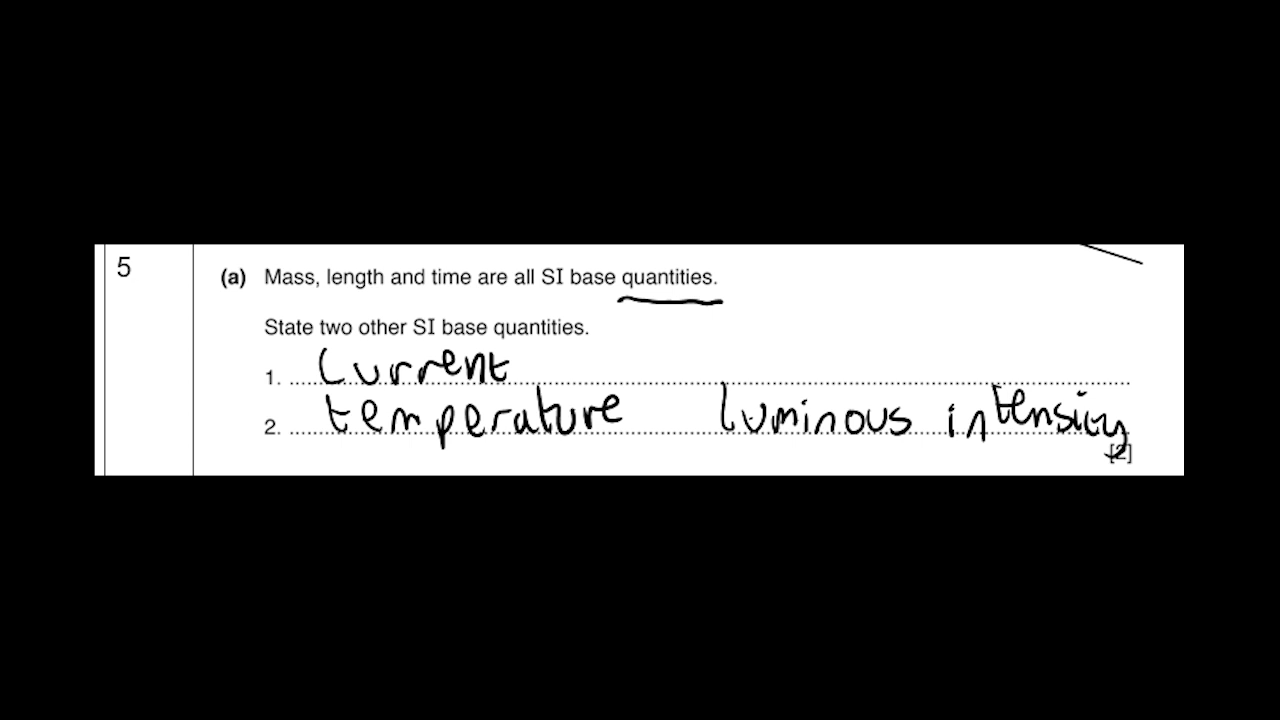 5
(a) Mass, length and time are all SI base quantities.
State two other SI base quantities.
1. Current
2. temperature luminous intensity
[2]